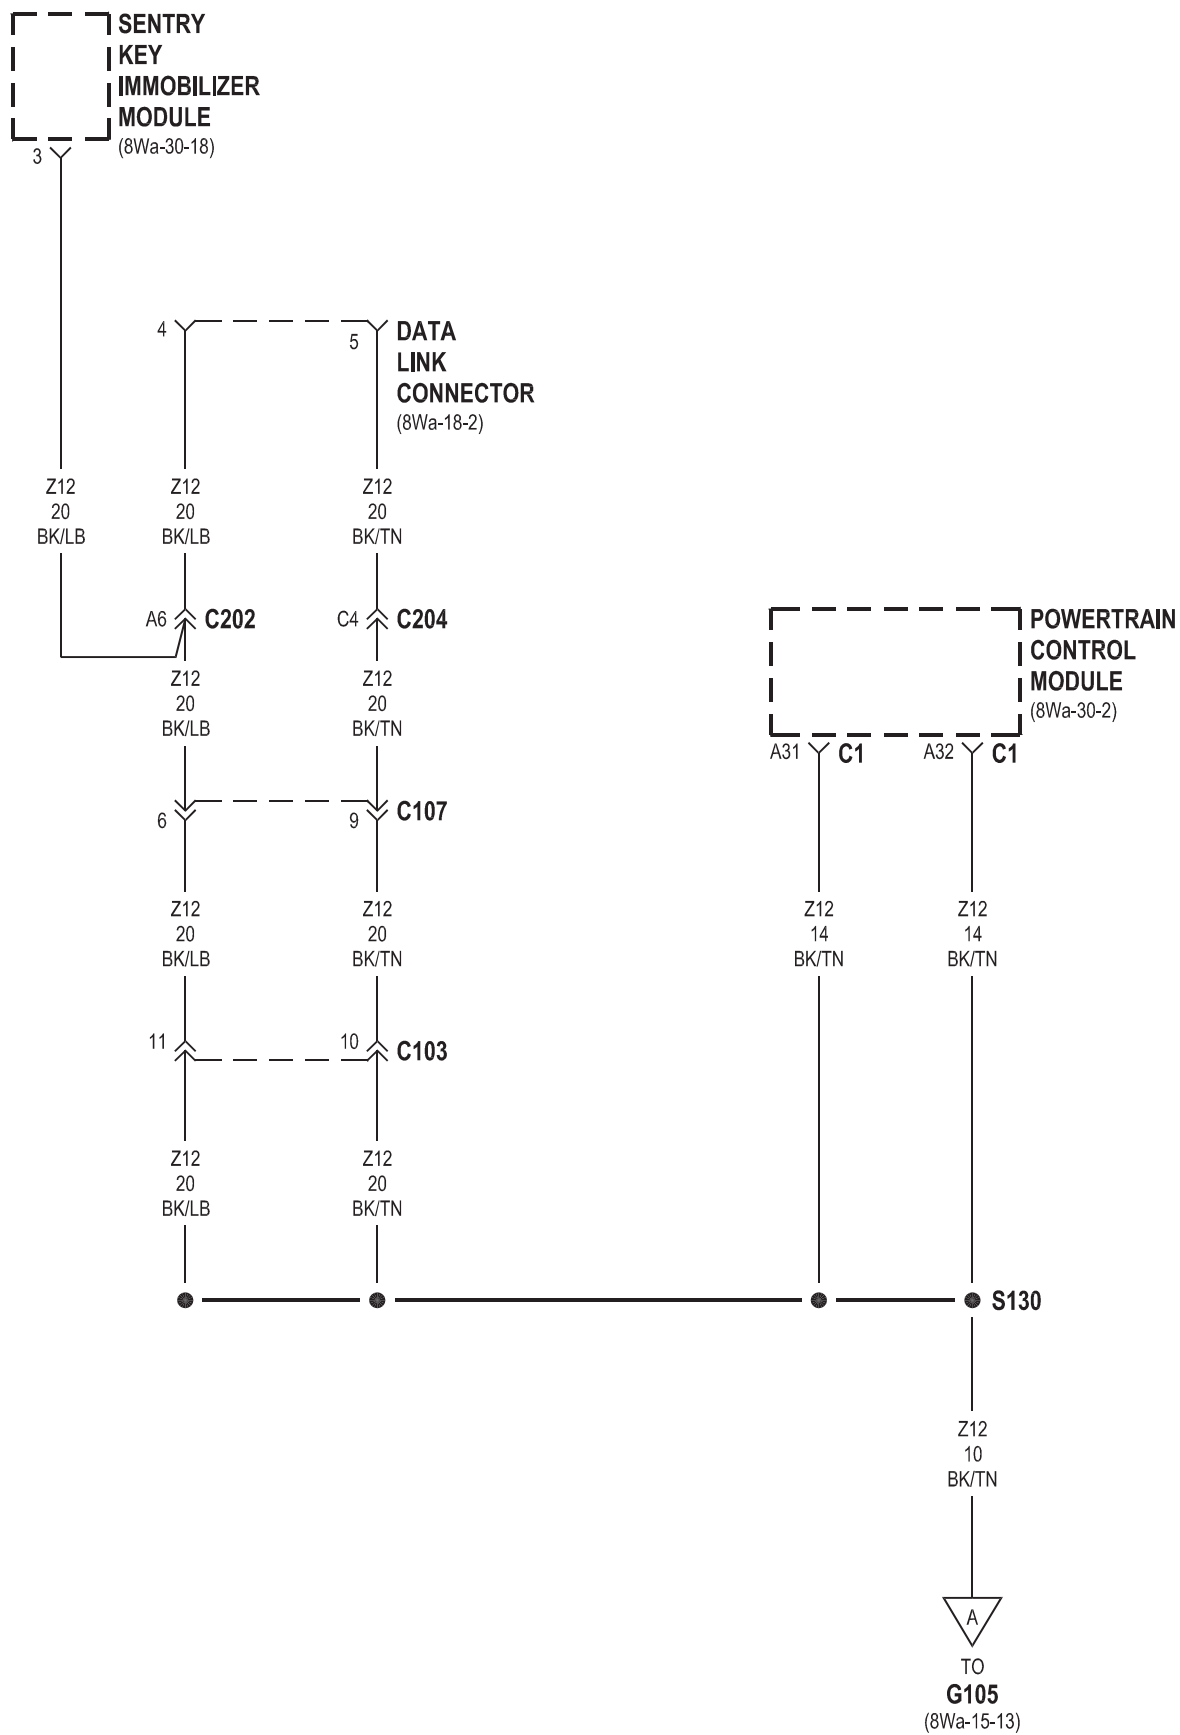 SENTRY
KEY
IMMOBILIZER
MODULE
(8Wa-30-18)
3
4
5
DATA
LINK
CONNECTOR
(8Wa-18-2)
Z12
20
BK/LB
Z12
20
BK/LB
Z12
20
BK/TN
A6
C202
C4
C204
Z12
20
BK/LB
Z12
20
BK/TN
POWERTRAIN
CONTROL
MODULE
(8Wa-30-2)
A31
C1
A32
C1
6
9
C107
Z12
20
BK/LB
Z12
20
BK/TN
Z12
14
BK/TN
Z12
14
BK/TN
11
10
C103
Z12
20
BK/LB
Z12
20
BK/TN
S130
Z12
10
BK/TN
A
TO
G105
(8Wa-15-13)